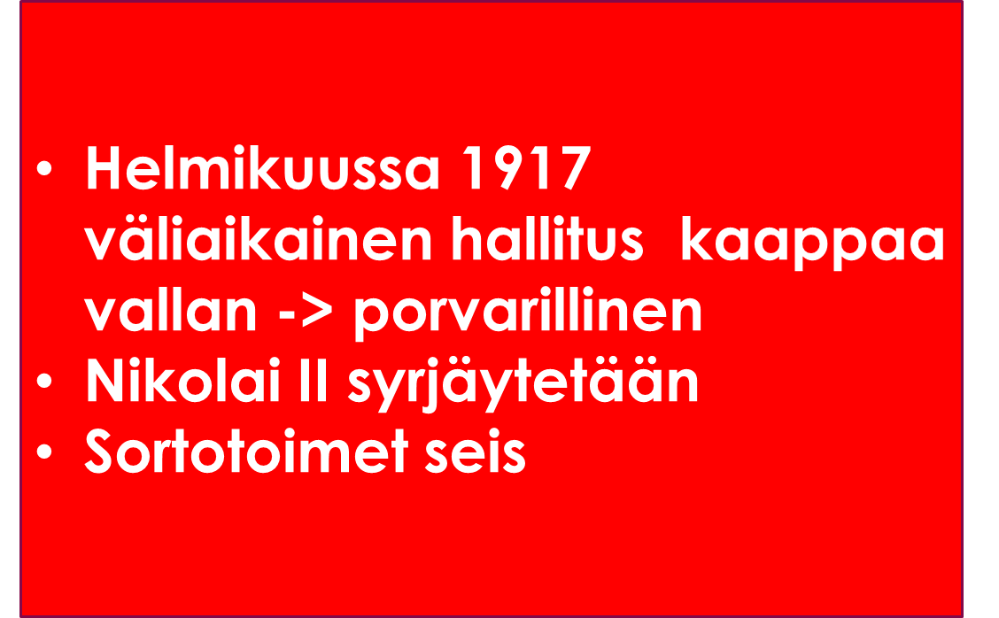 • Helmikuussa 1917
väliaikainen hallitus  kaappaa
vallan -> porvarillinen
• Nikolai II syrjäytetään
• Sortotoimet seis